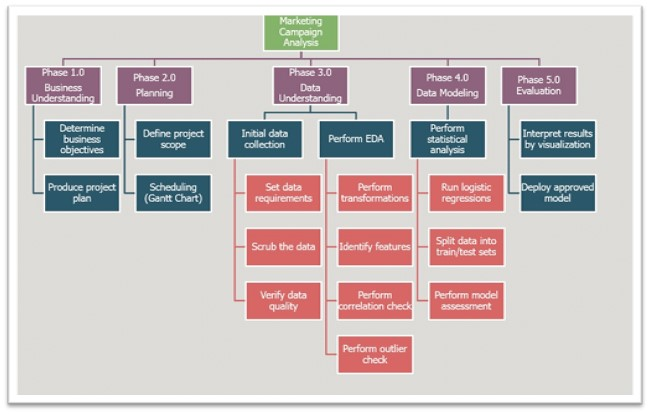 Marketing
Campaign
Analysis
Phase 1.0
Business
Understanding
Phase 2.0
Planning
Phase 3.0
Data
Understanding
Phase 4.0
Data Modeling
Phase 5.0
Evaluation
Determine
business
objectives
Define project
scope
Initial data
collection
Perform EDA
Perform
statistical
analysis
Interpret results
by visualization
Produce project
plan
Scheduling
(Gantt Chart)
Set data
requirements
Perform
transformations
Run logistic
regressions
Deploy approved
model
Scrub the data
Identify features
Split data into
train/test sets
Verify data
quality
Perform
correlation check
Perform model
assessment
Perform outlier
check